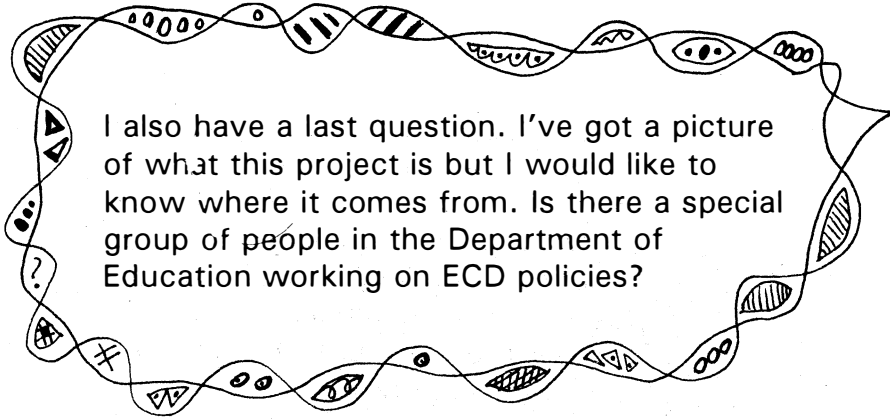 I also have a last question. I've got a picture
of what this project is but I would like to
know where it comes from. Is there a special
group of people in the Department of
Education working on ECD policies?
?